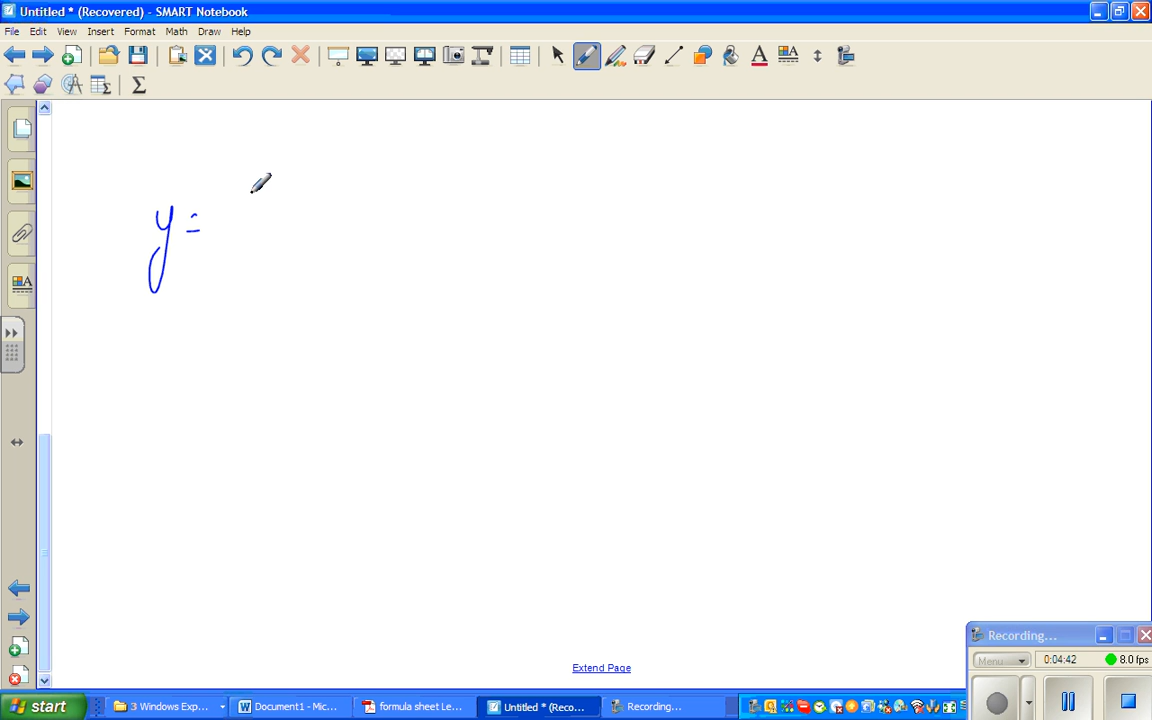 Untitled * (Recovered) - SMART Notebook
File Edit View Insert Format Math Draw Help
y =
Extend Page
Recording...
Menu 0:04:42 8.0 fps
start 3 Windows Exp... Document1 - Mic... formula sheet Le... Untitled * (Reco... Recording...